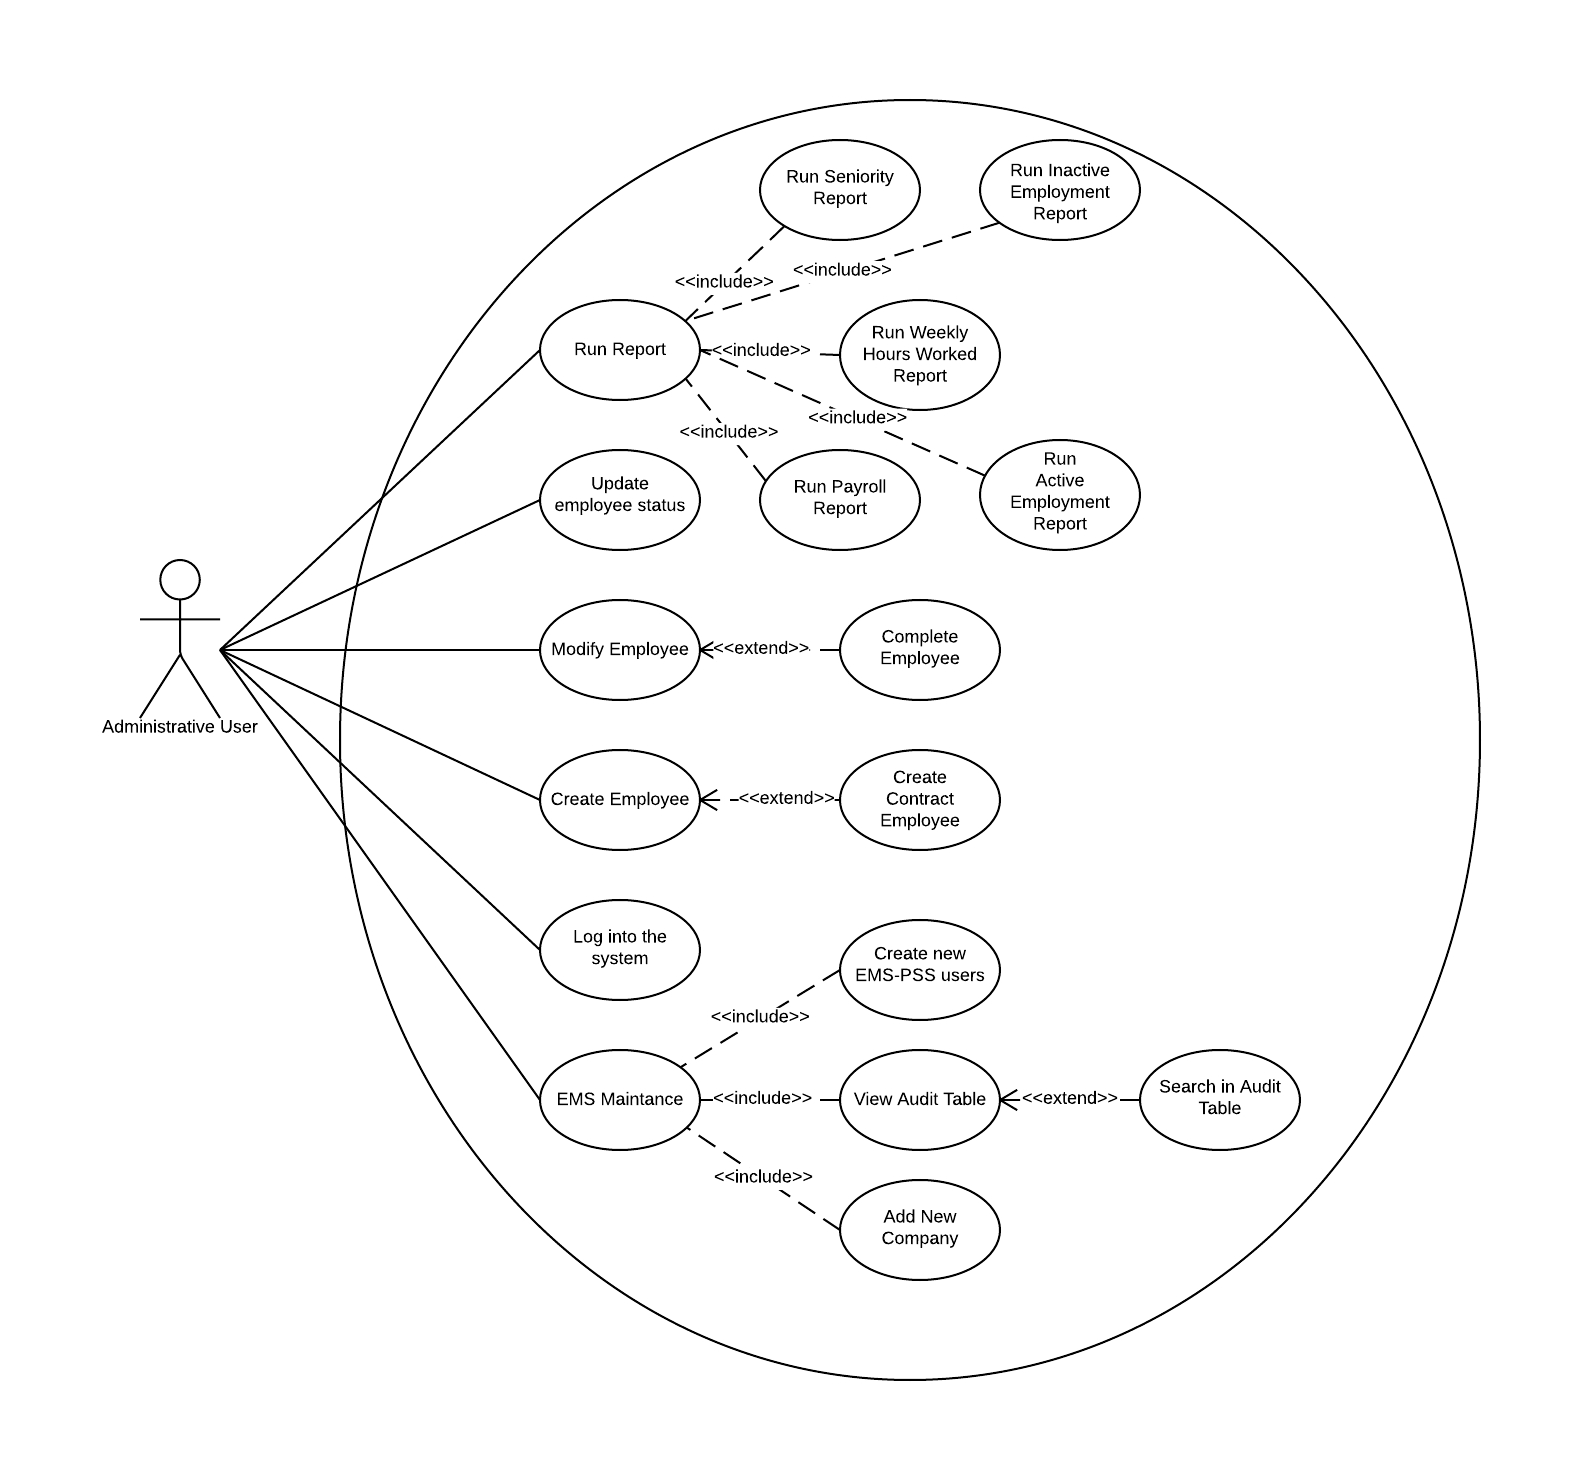 Run Seniority
Report
Run Inactive
Employment
Report
<<include>>
<<include>>
Run Report
<<include>>
Run Weekly
Hours Worked
Report
<<include>>
<<include>>
Update
employee status
Run Payroll
Report
Run
Active
Employment
Report
Administrative User
Modify Employee
<<extend>>
Complete
Employee
Create Employee
<<extend>>
Create
Contract
Employee
Log into the
system
Create new
EMS-PSS users
<<include>>
EMS Maintance
<<include>>
View Audit Table
<<extend>>
Search in Audit
Table
<<include>>
Add New
Company